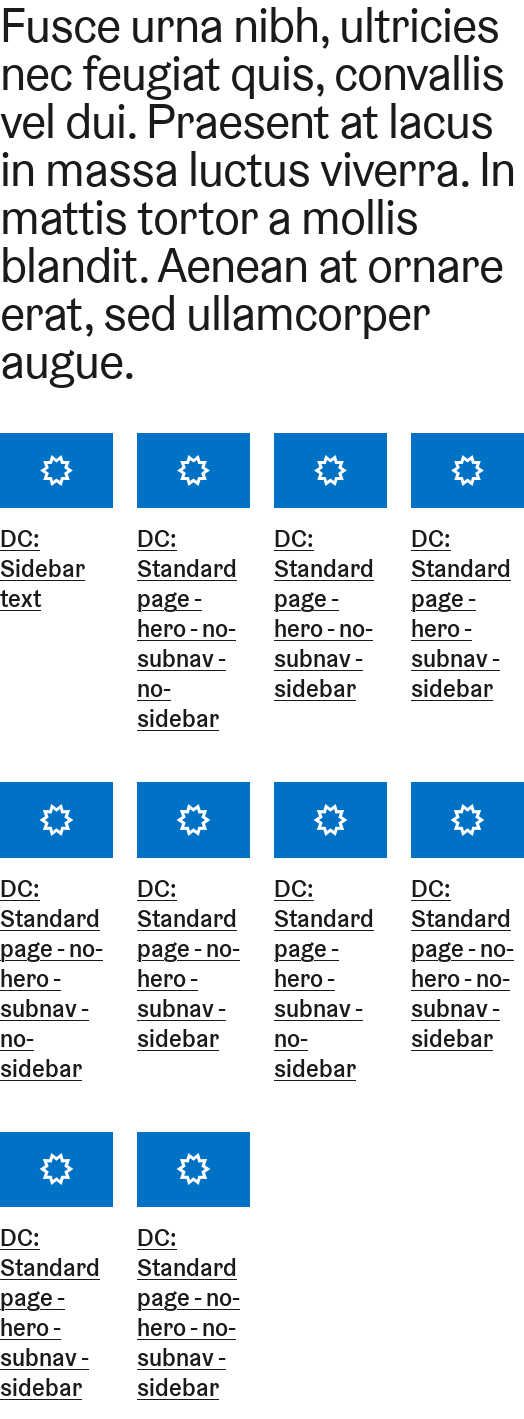 Fusce urna nibh, ultricies
nec feugiat quis, convallis
vel dui. Praesent at lacus
in massa luctus viverra. In
mattis tortor a mollis
blandit. Aenean at ornare
erat, sed ullamcorper
augue.
DC:
Sidebar
text
DC:
Standard
page -
hero - no-
subnav -
no-
sidebar
DC:
Standard
page -
hero - no-
subnav -
sidebar
DC:
Standard
page -
hero -
subnav -
sidebar
DC:
Standard
page - no-
hero -
subnav -
no-
sidebar
DC:
Standard
page - no-
hero -
subnav -
sidebar
DC:
Standard
page -
hero -
subnav -
no-
sidebar
DC:
Standard
page - no-
hero - no-
subnav -
sidebar
DC:
Standard
page -
hero -
subnav -
sidebar
DC:
Standard
page - no-
hero - no-
subnav -
sidebar